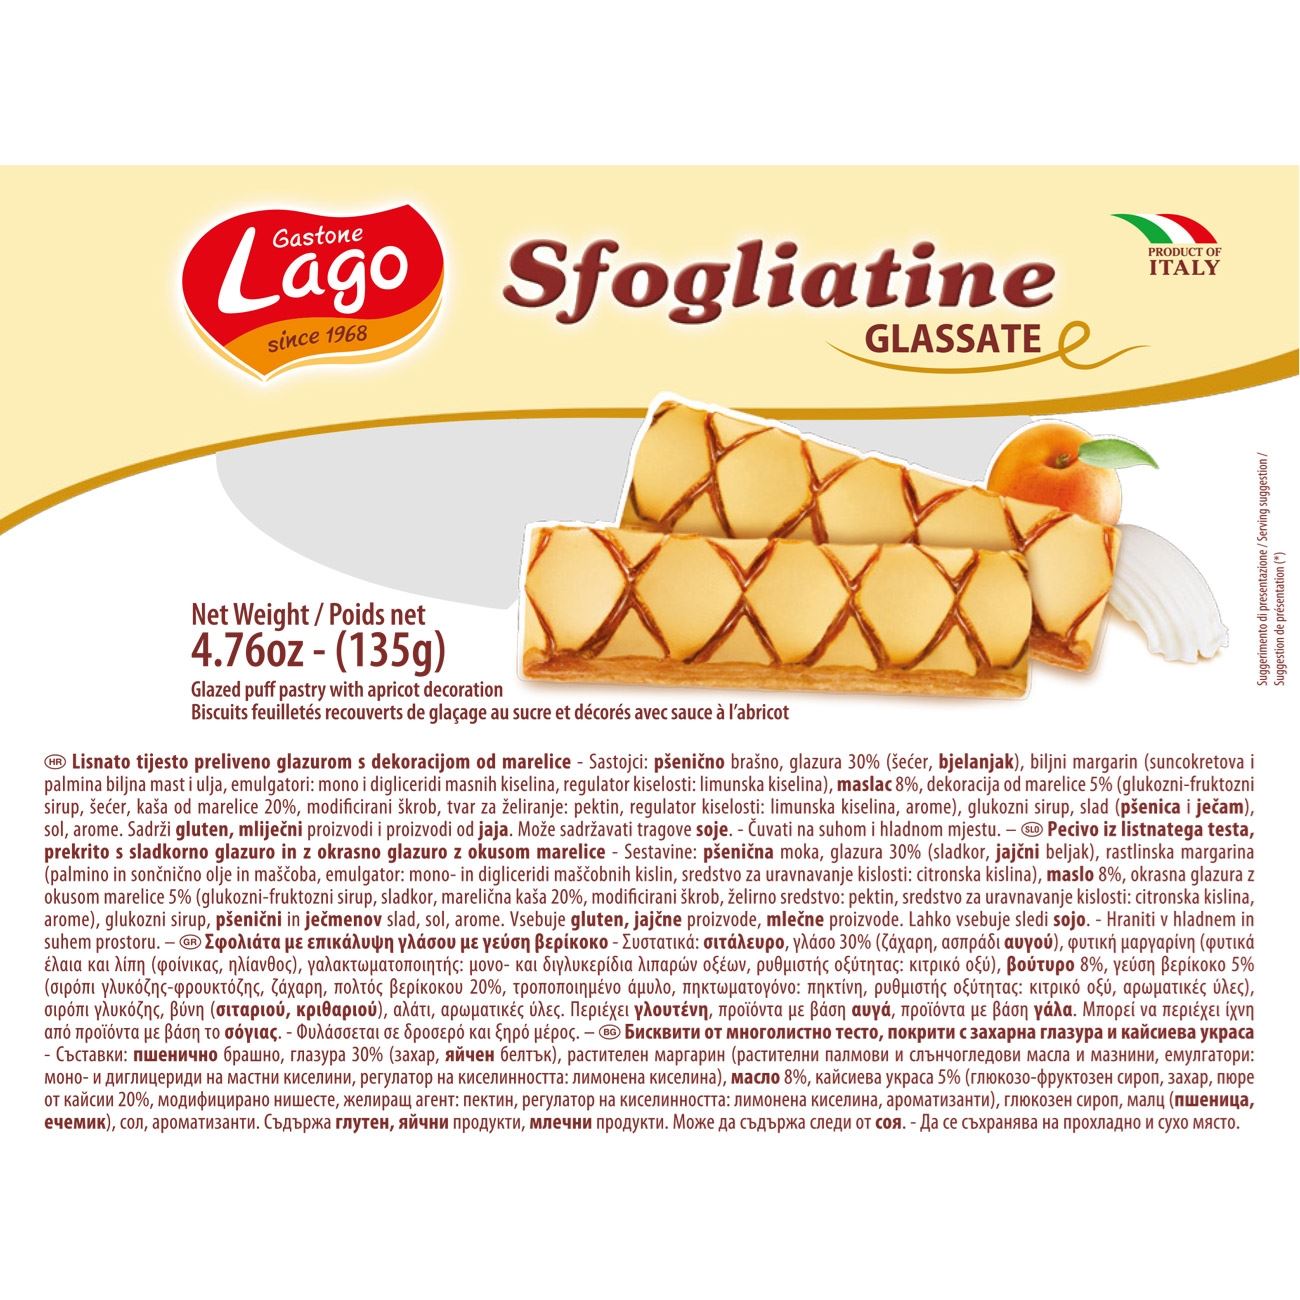 Gastone
Lago
since 1968
Sfogliatine
GLASSATE
PRODUCT OF
ITALY
Net Weight / Poids net
4.76oz - (135g)
Glazed puff pastry with apricot decoration
Biscuits feuilletés recouverts de glaçage au sucre et décorés avec sauce à l'abricot
Suggerimento di presentazione / Serving suggestion /
Suggestion de présentation (*)
HR Lisnato tijesto preliveno glazurom s dekoracijom od marelice - Sastojci: pšenično brašno, glazura 30% (šećer, bjelanjak), biljni margarin (suncokretova i
palmina biljna mast i ulja, emulgatori: mono i digliceridi masnih kiselina, regulator kiselosti: limunska kiselina), maslac 8%, dekoracija od marelice 5% (glukozni-fruktozni
sirup, šećer, kaša od marelice 20%, modificirani škrob, tvar za želiranje: pektin, regulator kiselosti: limunska kiselina, arome), glukozni sirup, slad (pšenica i ječam),
sol, arome. Sadrži gluten, mliječni proizvodi i proizvodi od jaja. Može sadržavati tragove soje. - Čuvati na suhom i hladnom mjestu. – SLO Pecivo iz listnatega testa,
prekrito s sladkorno glazuro in z okrasno glazuro z okusom marelice - Sestavine: pšenična moka, glazura 30% (sladkor, jajčni beljak), rastlinska margarina
(palmino in sončnično olje in maščoba, emulgator: mono- in digliceridi maščobnih kislin, sredstvo za uravnavanje kislosti: citronska kislina), maslo 8%, okrasna glazura z
okusom marelice 5% (glukozni-fruktozni sirup, sladkor, marelična kaša 20%, modificirani škrob, želirno sredstvo: pektin, sredstvo za uravnavanje kislosti: citronska kislina,
arome), glukozni sirup, pšenični in ječmenov slad, sol, arome. Vsebuje gluten, jajčne proizvode, mlečne proizvode. Lahko vsebuje sledi sojo. - Hraniti v hladnem in
suhem prostoru. – GR Σφολιάτα με επικάλυψη γλάσου με γεύση βερίκοκο - Συστατικά: σιτάλευρο, γλάσο 30% (ζάχαρη, ασπράδι αυγού), φυτική μαργαρίνη (φυτικά
έλαια και λίπη (φοίνικας, ηλίανθος), γαλακτωματοποιητής: μονο- και διγλυκερίδια λιπαρών οξέων, ρυθμιστής οξύτητας: κιτρικό οξύ), βούτυρο 8%, γεύση βερίκοκο 5%
(σιρόπι γλυκόζης-φρουκτόζης, ζάχαρη, πολτός βερίκοκου 20%, τροποποιημένο άμυλο, πηκτωματογόνο: πηκτίνη, ρυθμιστής οξύτητας: κιτρικό οξύ, αρωματικές ύλες),
σιρόπι γλυκόζης, βύνη (σιταριού, κριθαριού), αλάτι, αρωματικές ύλες. Περιέχει γλουτένη, προϊόντα με βάση αυγά, προϊόντα με βάση γάλα. Μπορεί να περιέχει ίχνη
από προϊόντα με βάση το σόγιας. - Φυλάσσεται σε δροσερό και ξηρό μέρος. – BG Бисквити от многолистно тесто, покрити с захарна глазура и кайсиева украса
- Съставки: пшенично брашно, глазура 30% (захар, яйчен белтък), растителен маргарин (растителни палмови и слънчогледови масла и мазнини, емулгатори:
моно- и диглицериди на мастни киселини, регулатор на киселинността: лимонена киселина), масло 8%, кайсиева украса 5% (глюкозо-фруктозен сироп, захар, пюре
от кайсии 20%, модифицирано нишесте, желиращ агент: пектин, регулатор на киселинността: лимонена киселина, ароматизанти), глюкозен сироп, малц (пшеница,
ечемик), сол, ароматизанти. Съдържа глутен, яйчни продукти, млечни продукти. Може да съдържа следи от соя. - Да се съхранява на прохладно и сухо място.